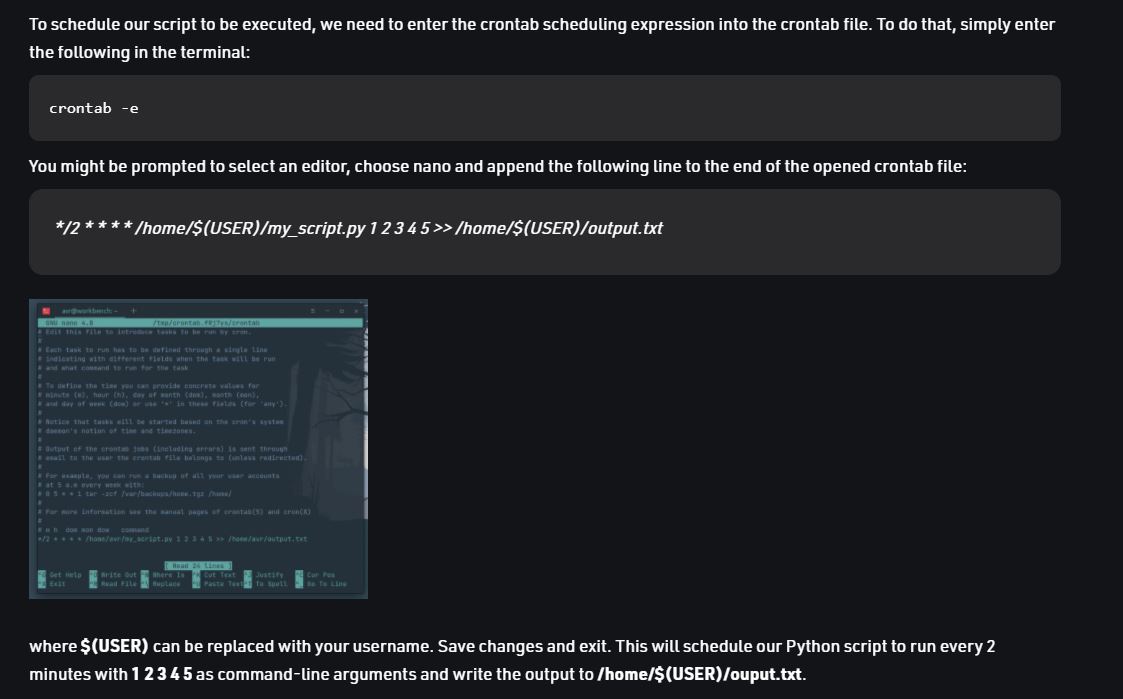 To schedule our script to be executed, we need to enter the crontab scheduling expression into the crontab file. To do that, simply enter
the following in the terminal:
crontab -e
You might be prompted to select an editor, choose nano and append the following line to the end of the opened crontab file:
*/2 * * * * /home/$(USER)/my_script.py 1 2 3 4 5 >> /home/$(USER)/output.txt
avr@workbench: ~
GNU nano 4.8 /tmp/crontab.fRj7vs/crontab
# Edit this file to introduce tasks to be run by cron.
#
# Each task to run has to be defined through a single line
# indicating with different fields when the task will be run
# and what command to run for the task
#
# To define the time you can provide concrete values for
# minute (m), hour (h), day of month (dom), month (mon),
# and day of week (dow) or use '*' in these fields (for 'any').
#
# Notice that tasks will be started based on the cron's system
# daemon's notion of time and timezones.
#
# Output of the crontab jobs (including errors) is sent through
# email to the user the crontab file belongs to (unless redirected).
#
# For example, you can run a backup of all your user accounts
# at 5 a.m every week with:
# 0 5 * * 1 tar -zcf /var/backups/home.tgz /home/
#
# For more information see the manual pages of crontab(5) and cron(8)
#
# m h dom mon dow command
*/2 * * * * /home/avr/my_script.py 1 2 3 4 5 >> /home/avr/output.txt
[ Read 24 lines ]
Get Help Write Out Where Is Cut Text Justify Cur Pos
Exit Read File Replace Paste Text To Spell Go To Line
where $(USER) can be replaced with your username. Save changes and exit. This will schedule our Python script to run every 2
minutes with 1 2 3 4 5 as command-line arguments and write the output to /home/$(USER)/ouput.txt.